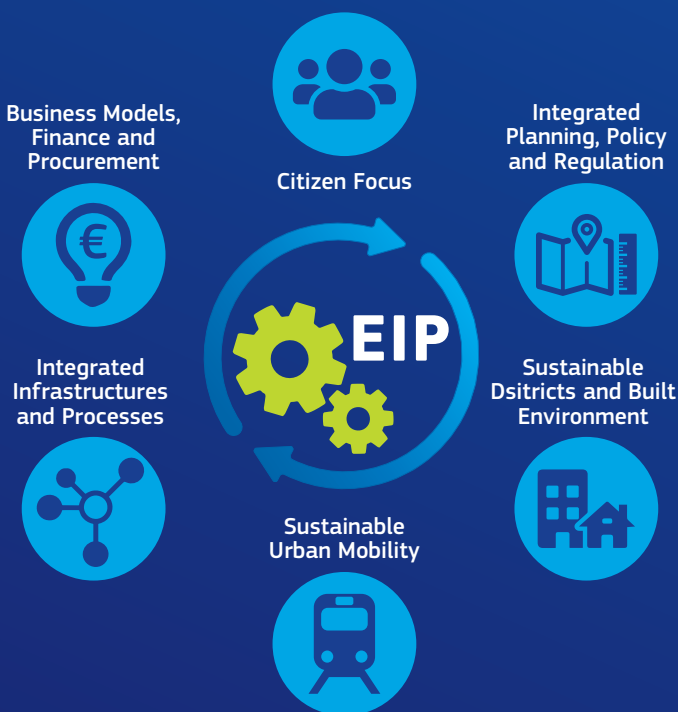 Citizen Focus
Business Models,
Finance and
Procurement
€
Integrated
Planning, Policy
and Regulation
EIP
Integrated
Infrastructures
and Processes
Sustainable
Dsitricts and Built
Environment
Sustainable
Urban Mobility